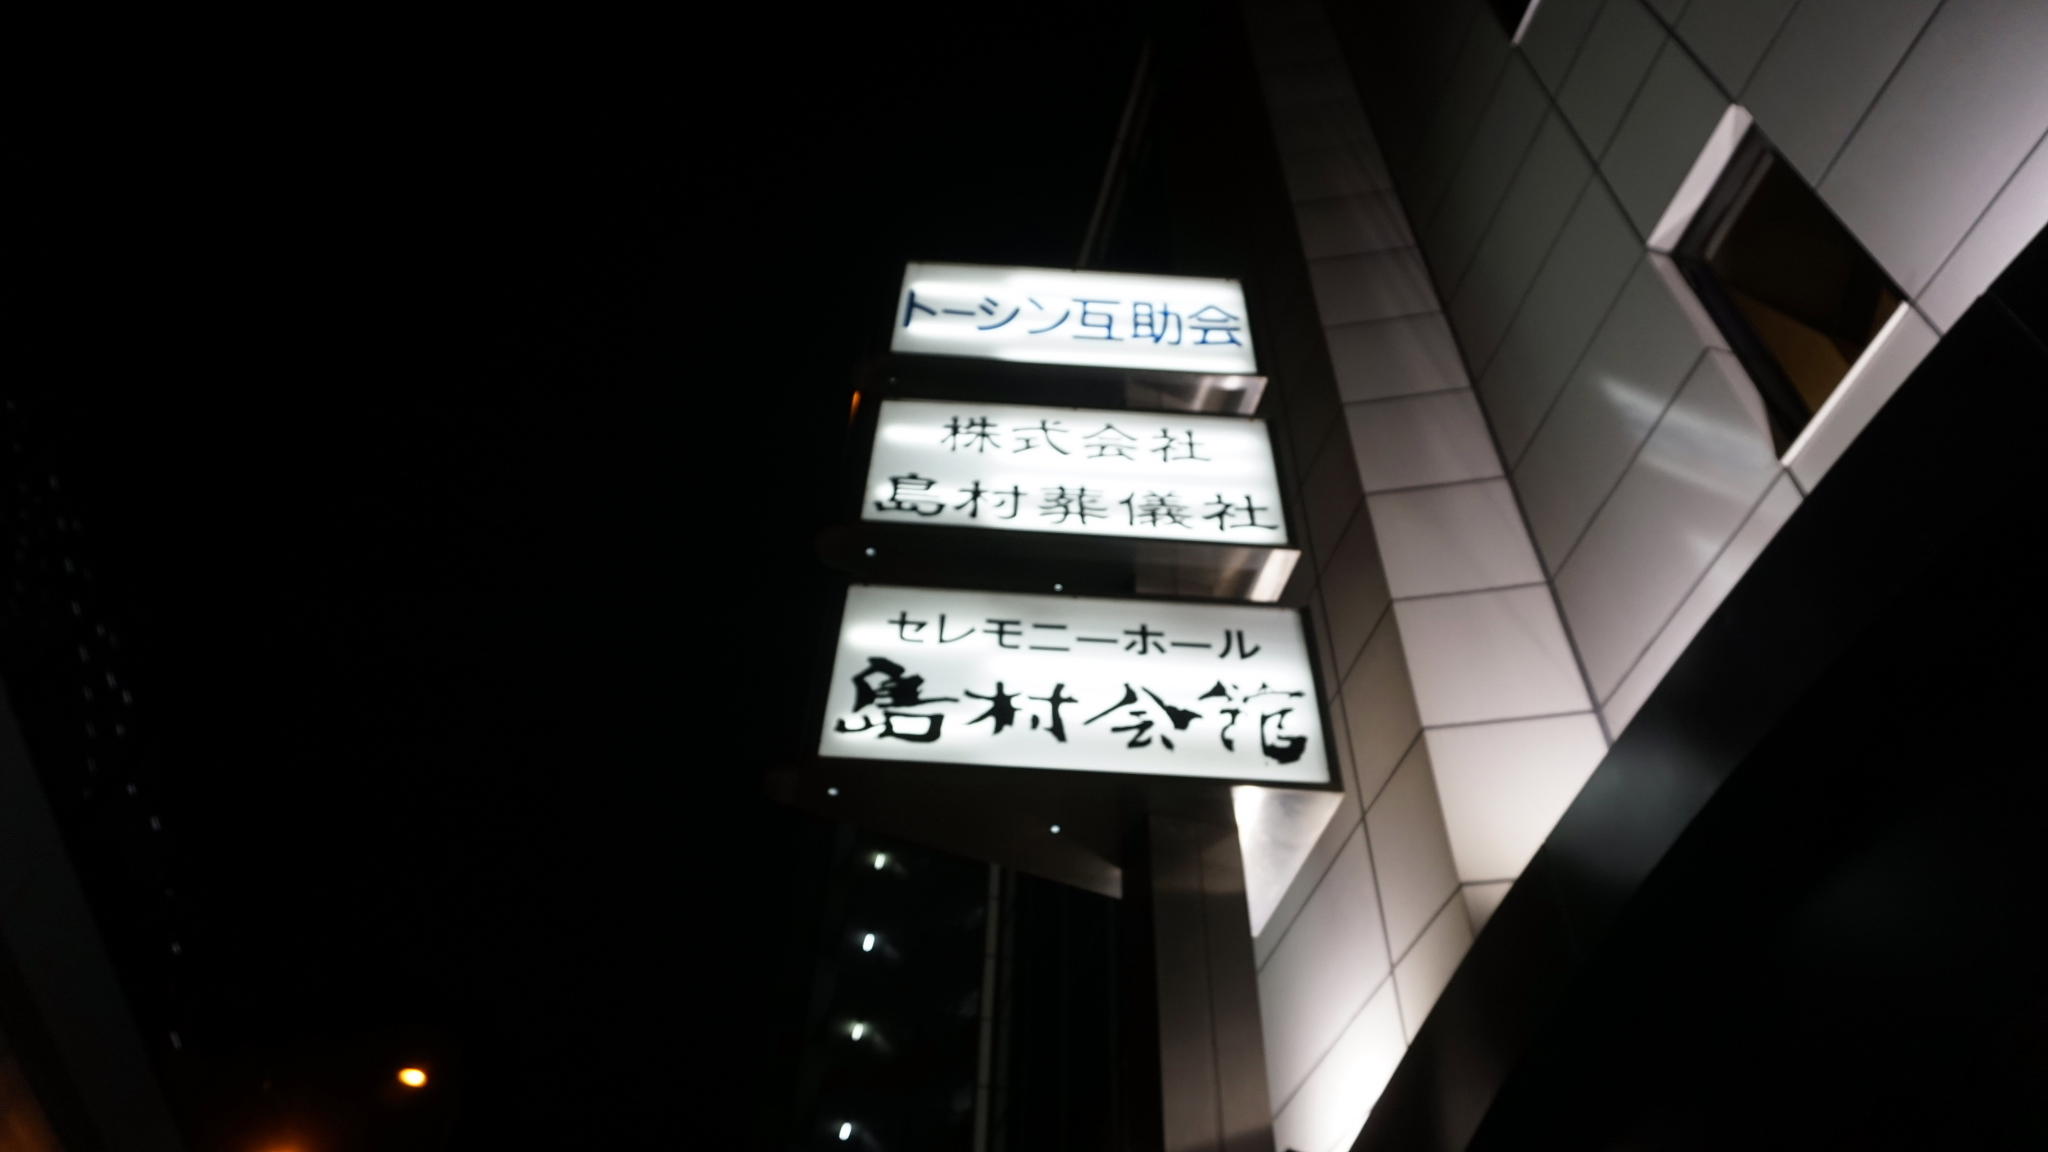 トーシン互助会
株式会社
島村葬儀社
セレモニーホール
島村会館